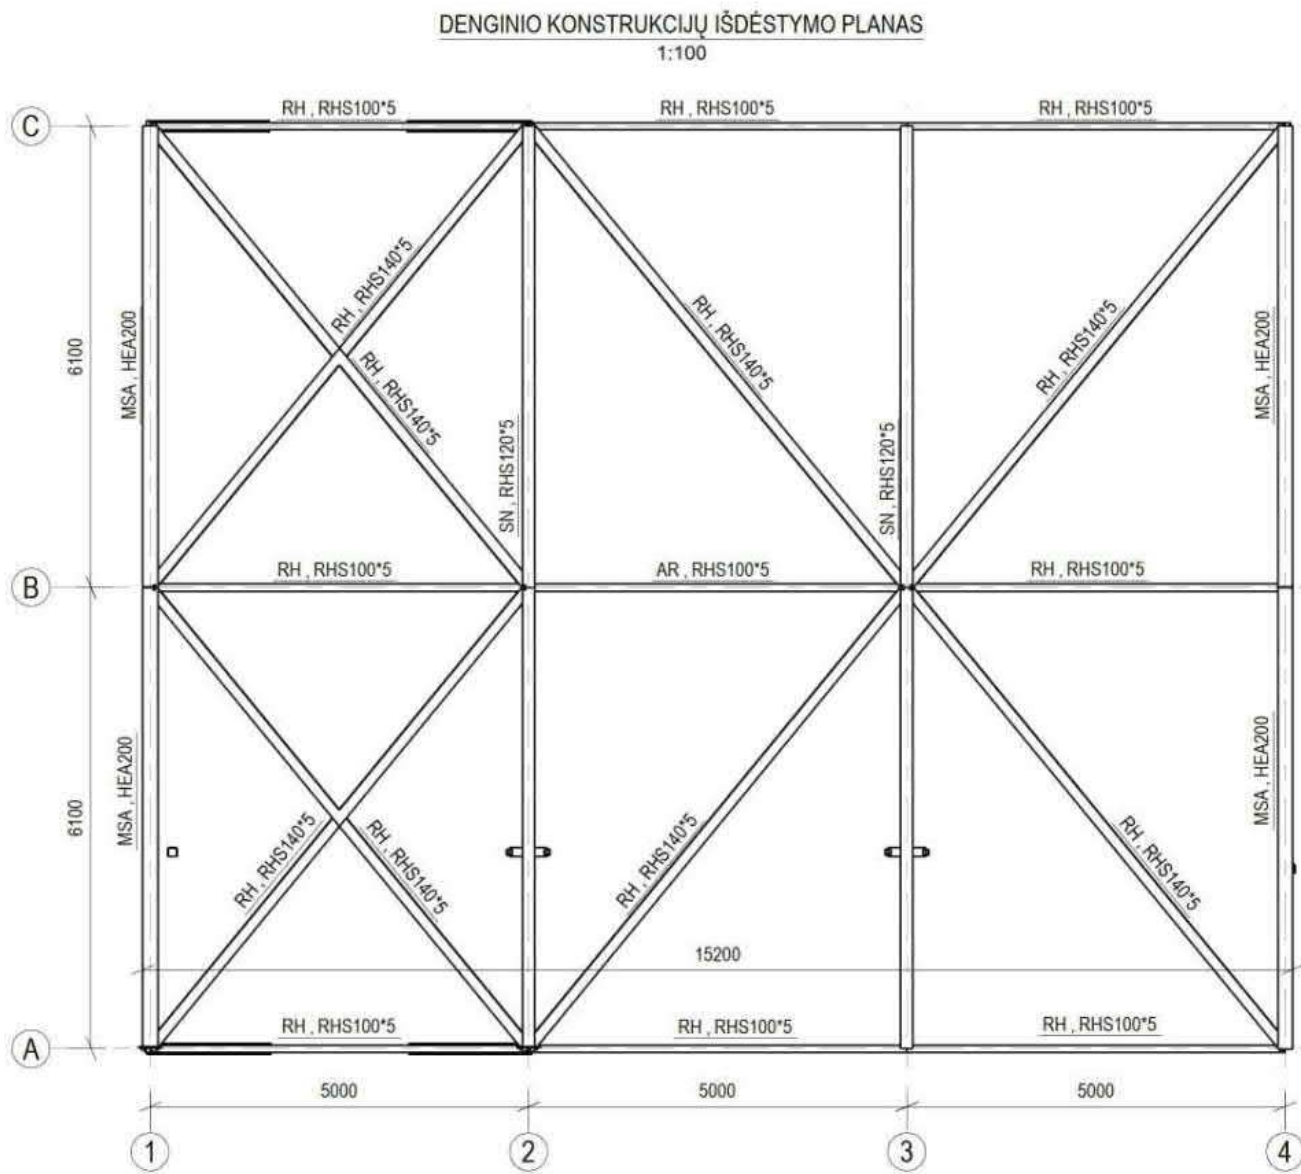 DENGINIO KONSTRUKCIJŲ IŠDĖSTYMO PLANAS
1:100
C
RH , RHS100*5
RH , RHS100*5
RH , RHS100*5
6100
MSA , HEA200
RH , RHS140*5
RH , RHS140*5
SN , RHS120*5
RH , RHS140*5
SN , RHS120*5
RH , RHS140*5
MSA , HEA200
B
RH , RHS100*5
AR , RHS100*5
RH , RHS100*5
6100
MSA , HEA200
RH , RHS140*5
RH , RHS140*5
RH , RHS140*5
RH , RHS140*5
MSA , HEA200
15200
A
RH , RHS100*5
RH , RHS100*5
RH , RHS100*5
5000
5000
5000
1
2
3
4